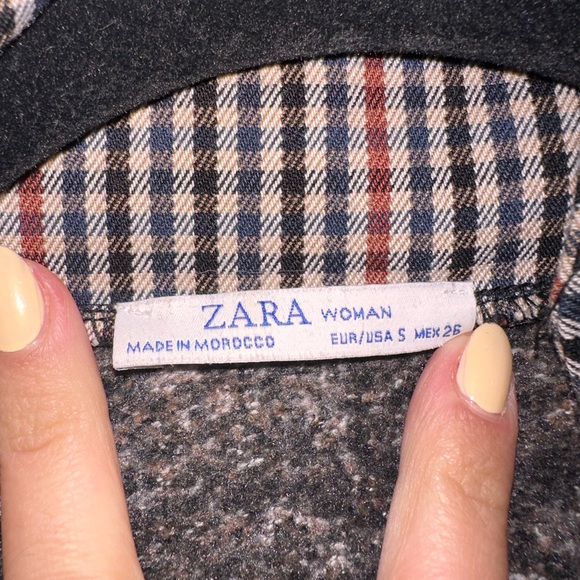 ZARA WOMAN
MADE IN MOROCCO EUR/USA S MEX 26